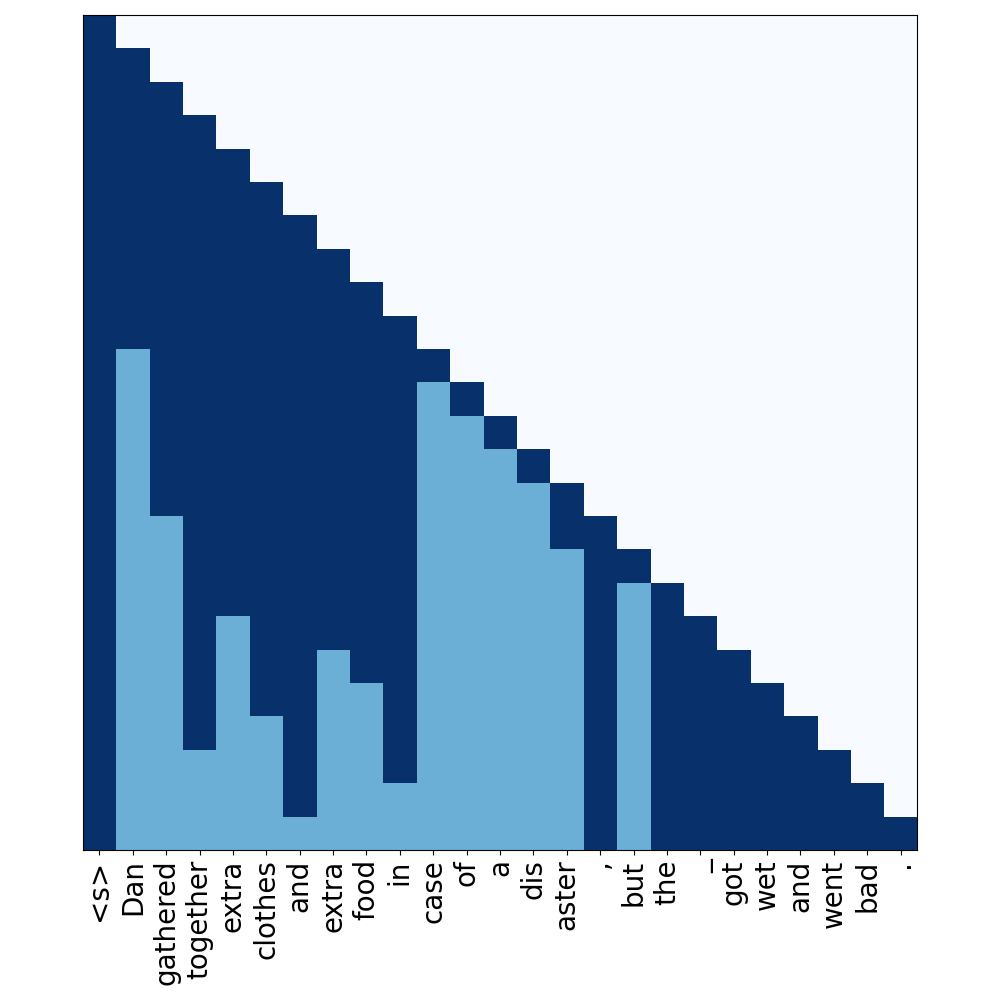 <s> Dan gathered together extra clothes and extra food in case of a dis aster , but the _ got wet and went bad .